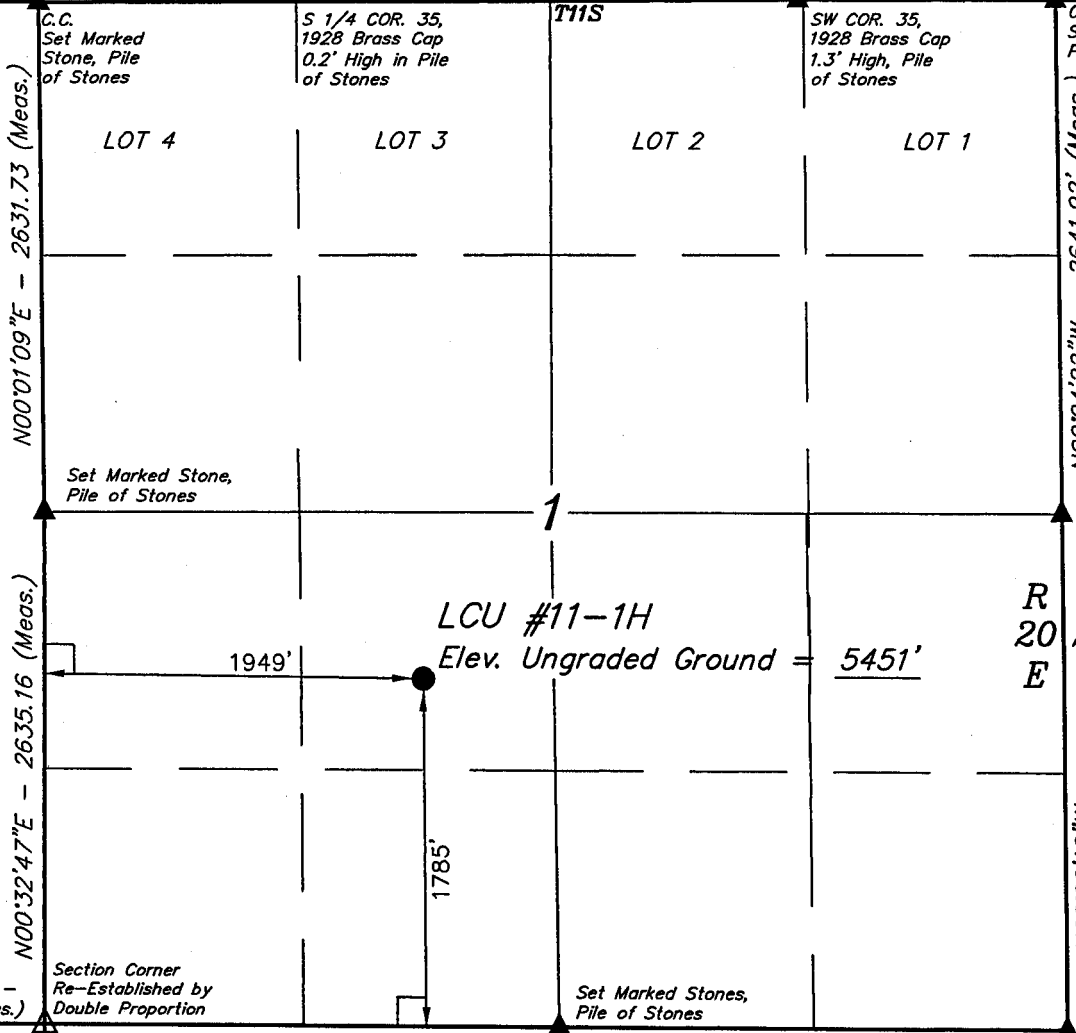 C.C.
Set Marked
Stone, Pile
of Stones
S 1/4 COR. 35,
1928 Brass Cap
0.2' High in Pile
of Stones
T11S
SW COR. 35,
1928 Brass Cap
1.3' High, Pile
of Stones
LOT 4
LOT 3
LOT 2
LOT 1
N00°01'09"E - 2631.73 (Meas.)
Set Marked Stone,
Pile of Stones
1
LCU #11-1H
Elev. Ungraded Ground = 5451'
R
20
E
1949'
1785'
N00°32'47"E - 2635.16 (Meas.)
Section Corner
Re-Established by
Double Proportion
Set Marked Stones,
Pile of Stones